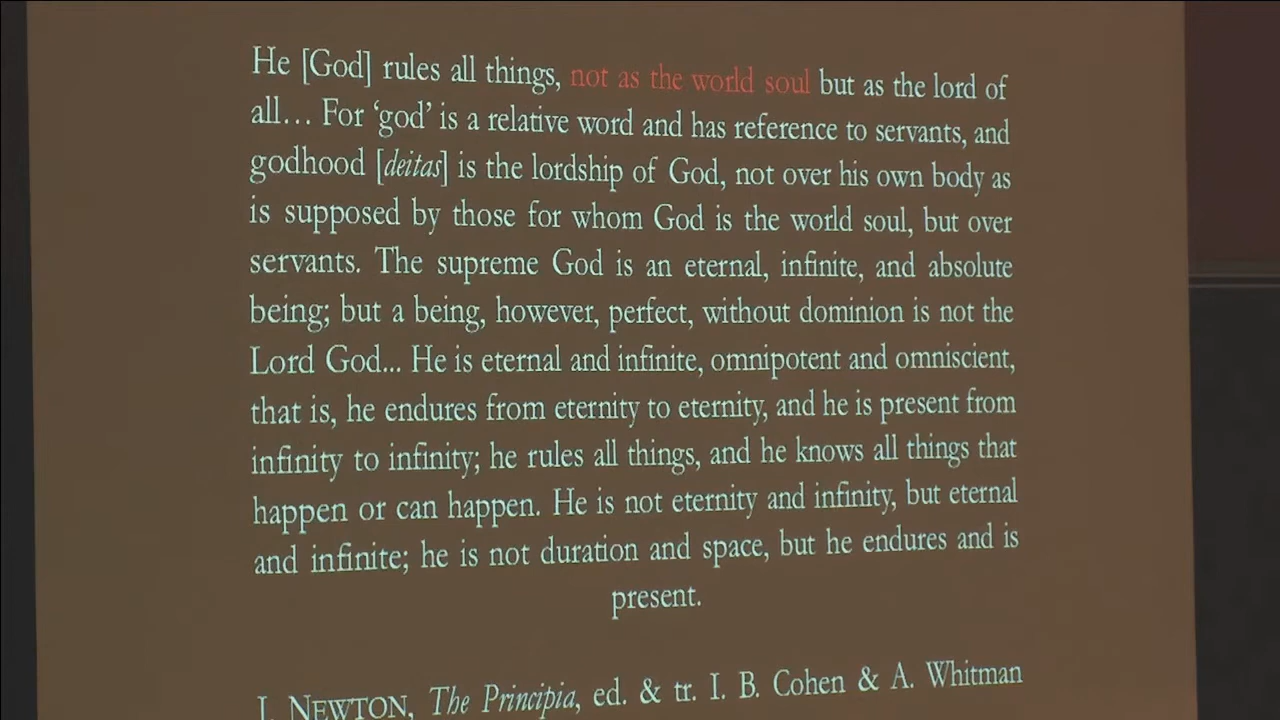 He [God] rules all things, not as the world soul but as the lord of
all... For ‘god’ is a relative word and has reference to servants, and
godhood [deitas] is the lordship of God, not over his own body as
is supposed by those for whom God is the world soul, but over
servants. The supreme God is an eternal, infinite, and absolute
being; but a being, however, perfect, without dominion is not the
Lord God... He is eternal and infinite, omnipotent and omniscient,
that is, he endures from eternity to eternity, and he is present from
infinity to infinity; he rules all things, and he knows all things that
happen or can happen. He is not eternity and infinity, but eternal
and infinite; he is not duration and space, but he endures and is
present.
I. NEWTON, The Principia, ed. & tr. I. B. Cohen & A. Whitman